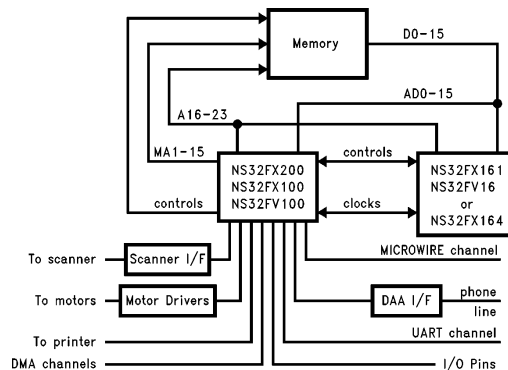 Memory
D0-15
AD0-15
A16-23
MA1-15
controls
NS32FX200
NS32FX100
NS32FV100
controls
clocks
NS32FX161
NS32FV16
or
NS32FX164
MICROWIRE channel
To scanner
Scanner I/F
To motors
Motor Drivers
DAA I/F
phone
line
To printer
UART channel
DMA channels
I/O Pins